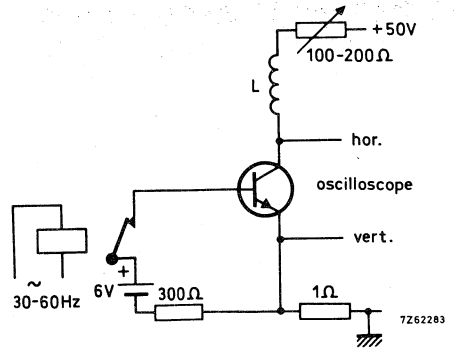 +50V
100-200Ω
L
hor.
oscilloscope
vert.
~
30-60Hz
+
6V
300Ω
1Ω
7Z62283